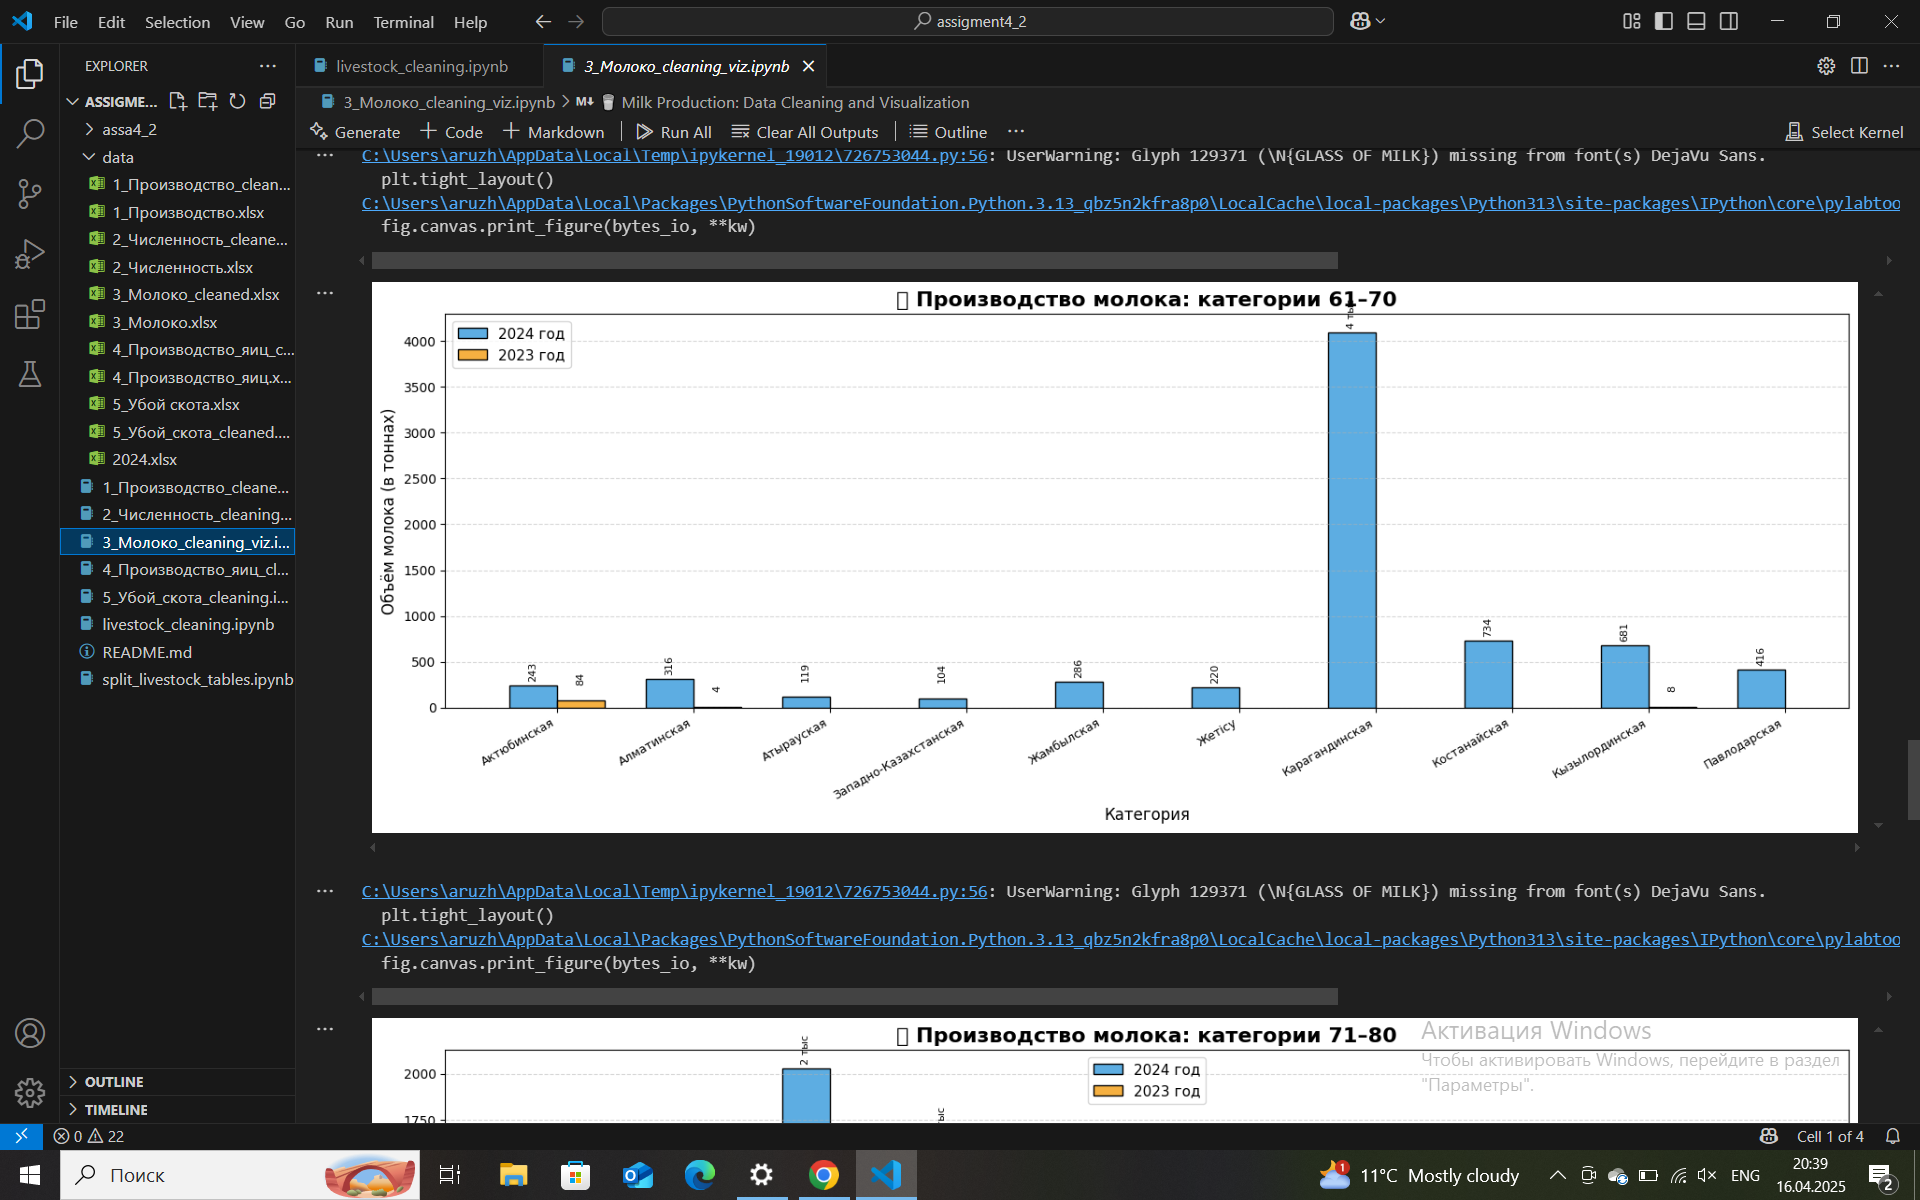 File Edit Selection View Go Run Terminal Help
assigment4_2
EXPLORER
livestock_cleaning.ipynb
3_Молоко_cleaning_viz.ipynb
ASSIGME...
3_Молоко_cleaning_viz.ipynb > M↓ Milk Production: Data Cleaning and Visualization
assa4_2
Generate + Code + Markdown Run All Clear All Outputs Outline ...
Select Kernel
data
1_Производство_clean...
1_Производство.xlsx
2_Численность_cleane...
2_Численность.xlsx
3_Молоко_cleaned.xlsx
3_Молоко.xlsx
4_Производство_яиц_c...
4_Производство_яиц.x...
5_Убой скота.xlsx
5_Убой_скота_cleaned....
2024.xlsx
1_Производство_cleane...
2_Численность_cleaning...
3_Молоко_cleaning_viz.i...
4_Производство_яиц_cl...
5_Убой_скота_cleaning.i...
livestock_cleaning.ipynb
README.md
split_livestock_tables.ipynb
OUTLINE
TIMELINE
C:\Users\aruzh\AppData\Local\Temp\ipykernel_19012\726753044.py:56: UserWarning: Glyph 129371 (\N{GLASS OF MILK}) missing from font(s) DejaVu Sans.
plt.tight_layout()
C:\Users\aruzh\AppData\Local\Packages\PythonSoftwareFoundation.Python.3.13_qbz5n2kfra8p0\LocalCache\local-packages\Python313\site-packages\IPython\core\pylabtoo
fig.canvas.print_figure(bytes_io, **kw)
Производство молока: категории 61–70
2024 год
2023 год
Объём молока (в тоннах)
4000
3500
3000
2500
2000
1500
1000
500
0
243
84
316
4
119
104
286
220
4 ты
734
681
8
416
Актюбинская
Алматинская
Атырауская
Западно-Казахстанская
Жамбылская
Жетісу
Карагандинская
Костанайская
Кызылординская
Павлодарская
Категория
C:\Users\aruzh\AppData\Local\Temp\ipykernel_19012\726753044.py:56: UserWarning: Glyph 129371 (\N{GLASS OF MILK}) missing from font(s) DejaVu Sans.
plt.tight_layout()
C:\Users\aruzh\AppData\Local\Packages\PythonSoftwareFoundation.Python.3.13_qbz5n2kfra8p0\LocalCache\local-packages\Python313\site-packages\IPython\core\pylabtoo
fig.canvas.print_figure(bytes_io, **kw)
Производство молока: категории 71–80
2024 год
2023 год
2000
1750
2 тыс
тыс
Активация Windows
Чтобы активировать Windows, перейдите в раздел
"Параметры".
0 22
Cell 1 of 4
Поиск
1
11°C Mostly cloudy
ENG
20:39
16.04.2025
2